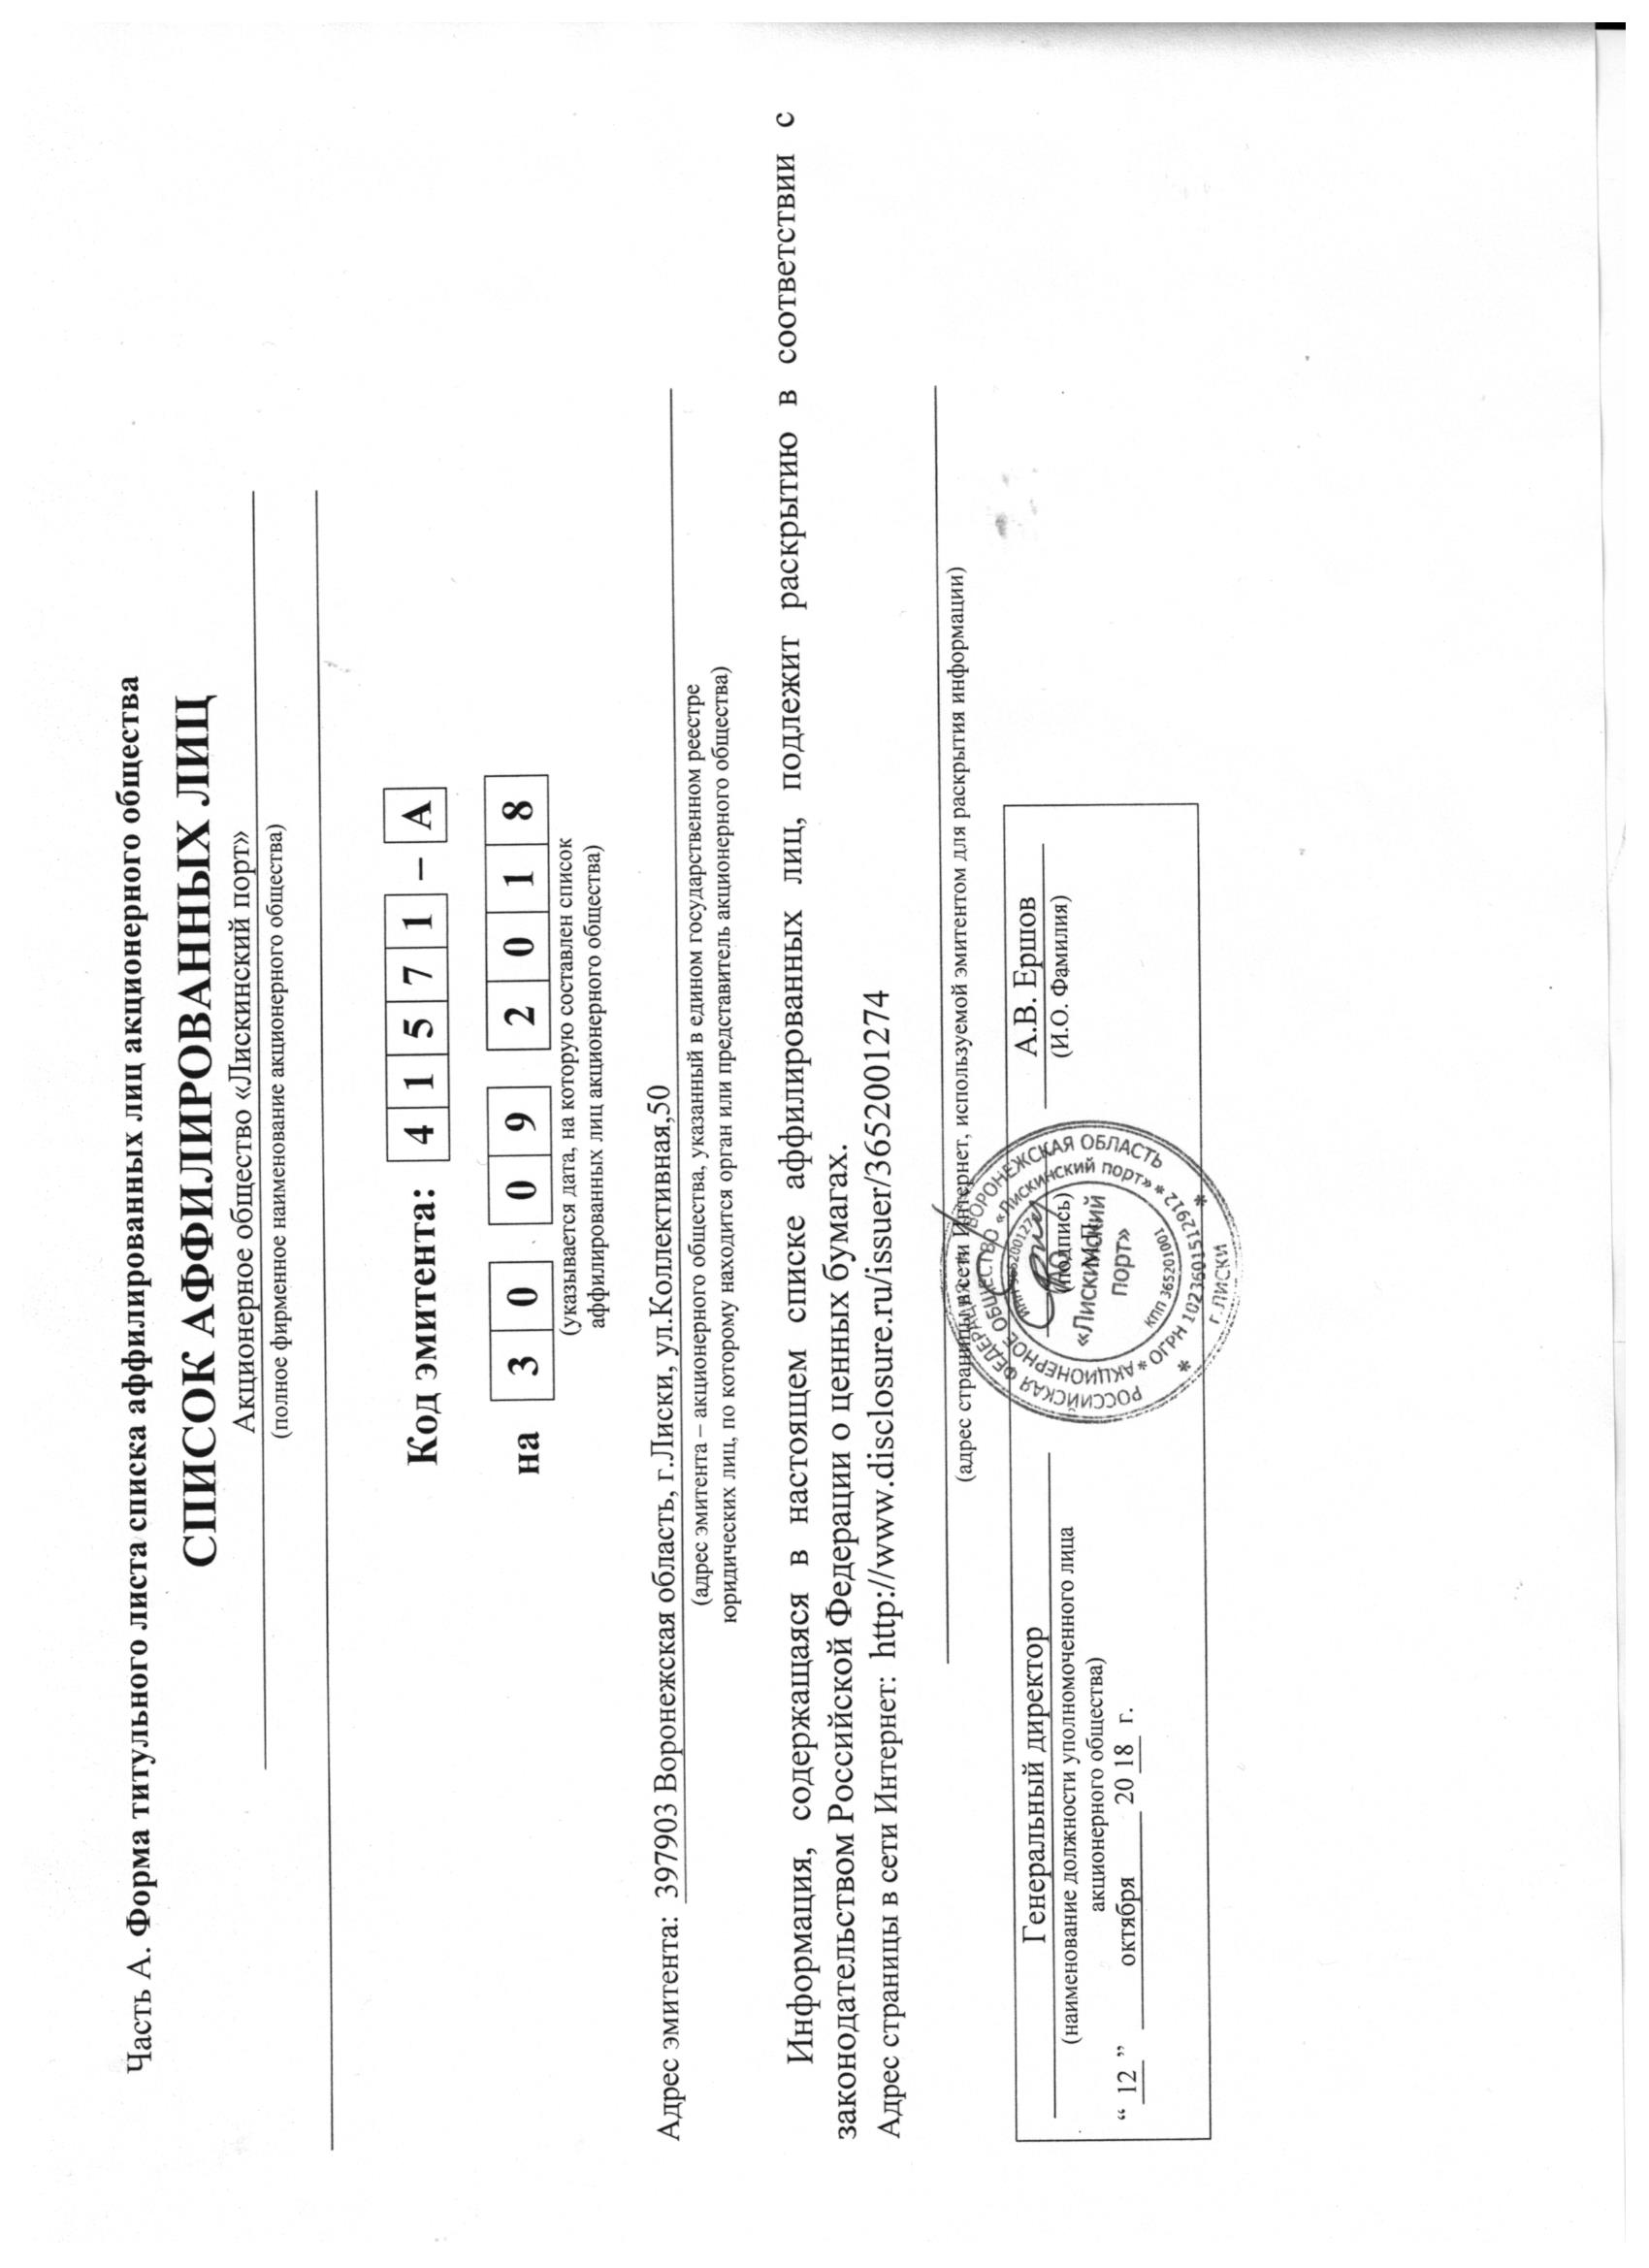 Часть А. Форма титульного листа списка аффилированных лиц акционерного общества
СПИСОК АФФИЛИРОВАННЫХ ЛИЦ
Акционерное общество «Лискинский порт»
(полное фирменное наименование акционерного общества)
Код эмитента: 4 1 5 7 1 – А
на 3 0 0 9 2 0 1 8
(указывается дата, на которую составлен список
аффилированных лиц акционерного общества)
Адрес эмитента: 397903 Воронежская область, г.Лиски, ул.Коллективная,50
(адрес эмитента – акционерного общества, указанный в едином государственном реестре
юридических лиц, по которому находится орган или представитель акционерного общества)
Информация, содержащаяся в настоящем списке аффилированных лиц, подлежит раскрытию в соответствии с
законодательством Российской Федерации о ценных бумагах.
Адрес страницы в сети Интернет: http://www.disclosure.ru/issuer/3652001274
(адрес страницы в сети Интернет, используемой эмитентом для раскрытия информации)
Генеральный директор А.В. Ершов
(наименование должности уполномоченного лица
акционерного общества)
(подпись) (И.О. Фамилия)
“ 12 ” октября 20 18 г.
М.П.
РОССИЙСКАЯ ФЕДЕРАЦИЯ ВОРОНЕЖСКАЯ ОБЛАСТЬ
* г.ЛИСКИ *
АКЦИОНЕРНОЕ ОБЩЕСТВО «Лискинский порт»
* ОГРН 1023601512912 *
ИНН 3652001274
КПП 365201001
АО
«Лискинский
порт»